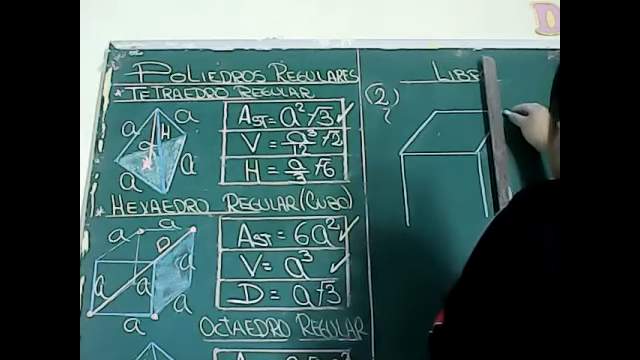 POLIEDROS REGULARES
* TETRAEDRO REGULAR
a a
H
a
a a
AST = a²√3
V = a³/12 √2
H = a/3 √6
* HEXAEDRO REGULAR (CUBO)
a a
D
a a a
a
a
AST = 6a²
V = a³
D = a√3
OCTAEDRO REGULAR
LIBR
2)
D